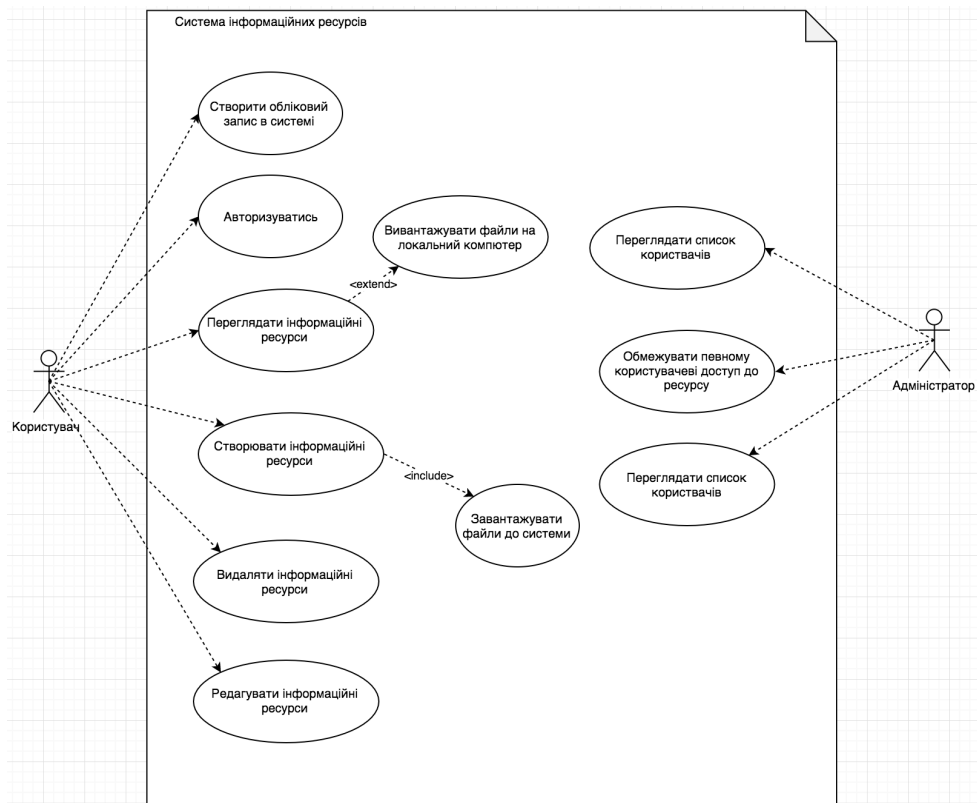 Система інформаційних ресурсів
Створити обліковий
запис в системі
Авторизуватись
Вивантажувати файли на
локальний компютер
<extend>
Переглядати інформаційні
ресурси
Створювати інформаційні
ресурси
<include>
Завантажувати
файли до системи
Видаляти інформаційні
ресурси
Редагувати інформаційні
ресурси
Користувач
Переглядати список
користвачів
Обмежувати певному
користувачеві доступ до
ресурсу
Переглядати список
користвачів
Адміністратор